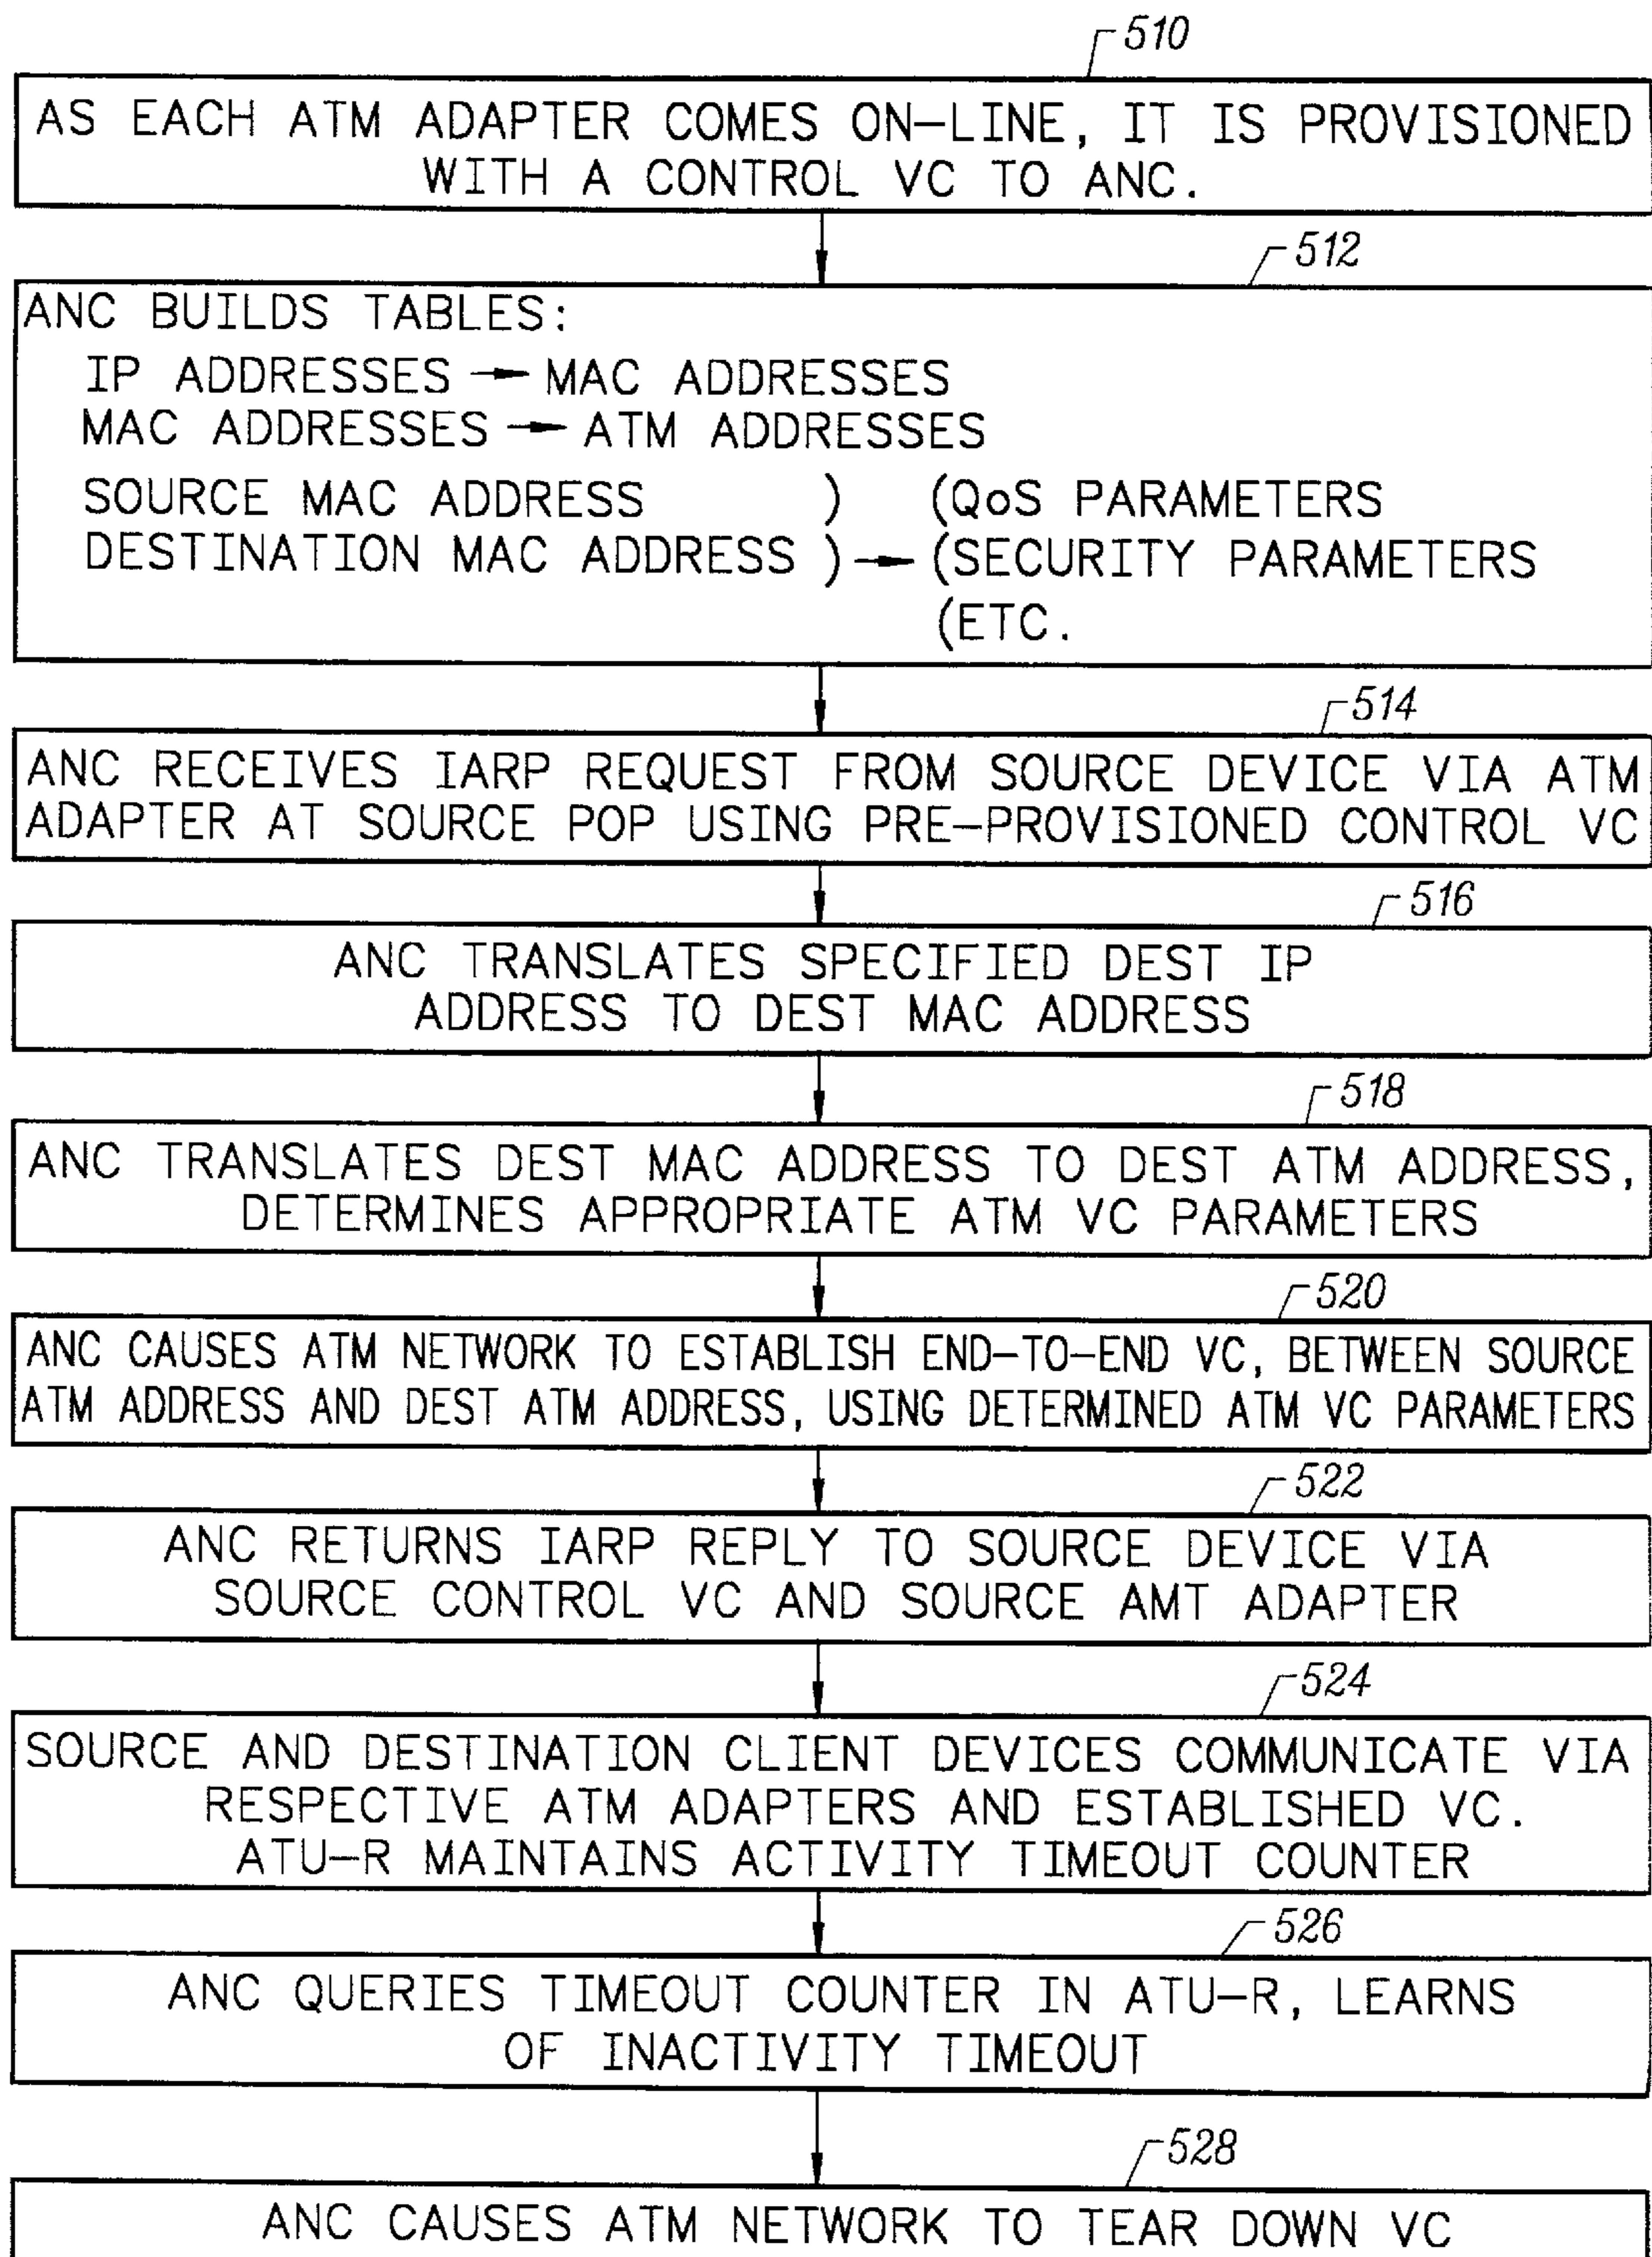 510
AS EACH ATM ADAPTER COMES ON-LINE, IT IS PROVISIONED
WITH A CONTROL VC TO ANC.
512
ANC BUILDS TABLES:
IP ADDRESSES → MAC ADDRESSES
MAC ADDRESSES → ATM ADDRESSES
SOURCE MAC ADDRESS ) (QoS PARAMETERS
DESTINATION MAC ADDRESS ) → (SECURITY PARAMETERS
(ETC.
514
ANC RECEIVES IARP REQUEST FROM SOURCE DEVICE VIA ATM
ADAPTER AT SOURCE POP USING PRE-PROVISIONED CONTROL VC
516
ANC TRANSLATES SPECIFIED DEST IP
ADDRESS TO DEST MAC ADDRESS
518
ANC TRANSLATES DEST MAC ADDRESS TO DEST ATM ADDRESS,
DETERMINES APPROPRIATE ATM VC PARAMETERS
520
ANC CAUSES ATM NETWORK TO ESTABLISH END-TO-END VC, BETWEEN SOURCE
ATM ADDRESS AND DEST ATM ADDRESS, USING DETERMINED ATM VC PARAMETERS
522
ANC RETURNS IARP REPLY TO SOURCE DEVICE VIA
SOURCE CONTROL VC AND SOURCE AMT ADAPTER
524
SOURCE AND DESTINATION CLIENT DEVICES COMMUNICATE VIA
RESPECTIVE ATM ADAPTERS AND ESTABLISHED VC.
ATU-R MAINTAINS ACTIVITY TIMEOUT COUNTER
526
ANC QUERIES TIMEOUT COUNTER IN ATU-R, LEARNS
OF INACTIVITY TIMEOUT
528
ANC CAUSES ATM NETWORK TO TEAR DOWN VC